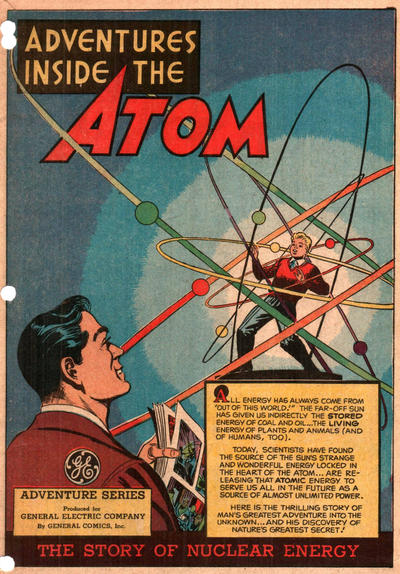 ADVENTURES
INSIDE THE
ATOM
ALL ENERGY HAS ALWAYS COME FROM
"OUT OF THIS WORLD." THE FAR-OFF SUN
HAS GIVEN US INDIRECTLY THE STORED
ENERGY OF COAL AND OIL...THE LIVING
ENERGY OF PLANTS AND ANIMALS (AND
OF HUMANS, TOO).
TODAY, SCIENTISTS HAVE FOUND
THE SOURCE OF THE SUN'S STRANGE
AND WONDERFUL ENERGY LOCKED IN
THE HEART OF THE ATOM... ARE RE-
LEASING THAT ATOMIC ENERGY TO
SERVE US ALL IN THE FUTURE AS A
SOURCE OF ALMOST UNLIMITED POWER.
HERE IS THE THRILLING STORY OF
MAN'S GREATEST ADVENTURE INTO THE
UNKNOWN...AND HIS DISCOVERY OF
NATURE'S GREATEST SECRET!
GE
ADVENTURE SERIES
Produced for
GENERAL ELECTRIC COMPANY
By GENERAL COMICS, Inc.
THE STORY OF NUCLEAR ENERGY